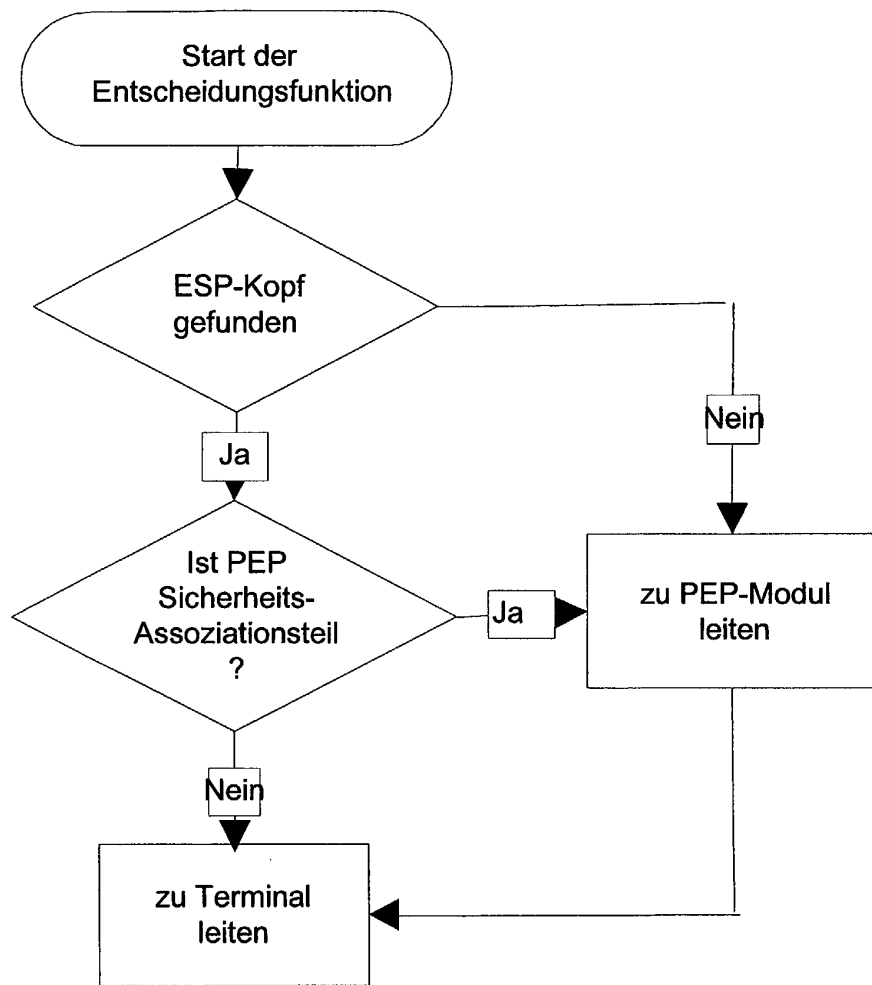 Start der
Entscheidungsfunktion
ESP-Kopf
gefunden
Nein
Ja
Ist PEP
Sicherheits-
Assoziationsteil
?
Ja
zu PEP-Modul
leiten
Nein
zu Terminal
leiten